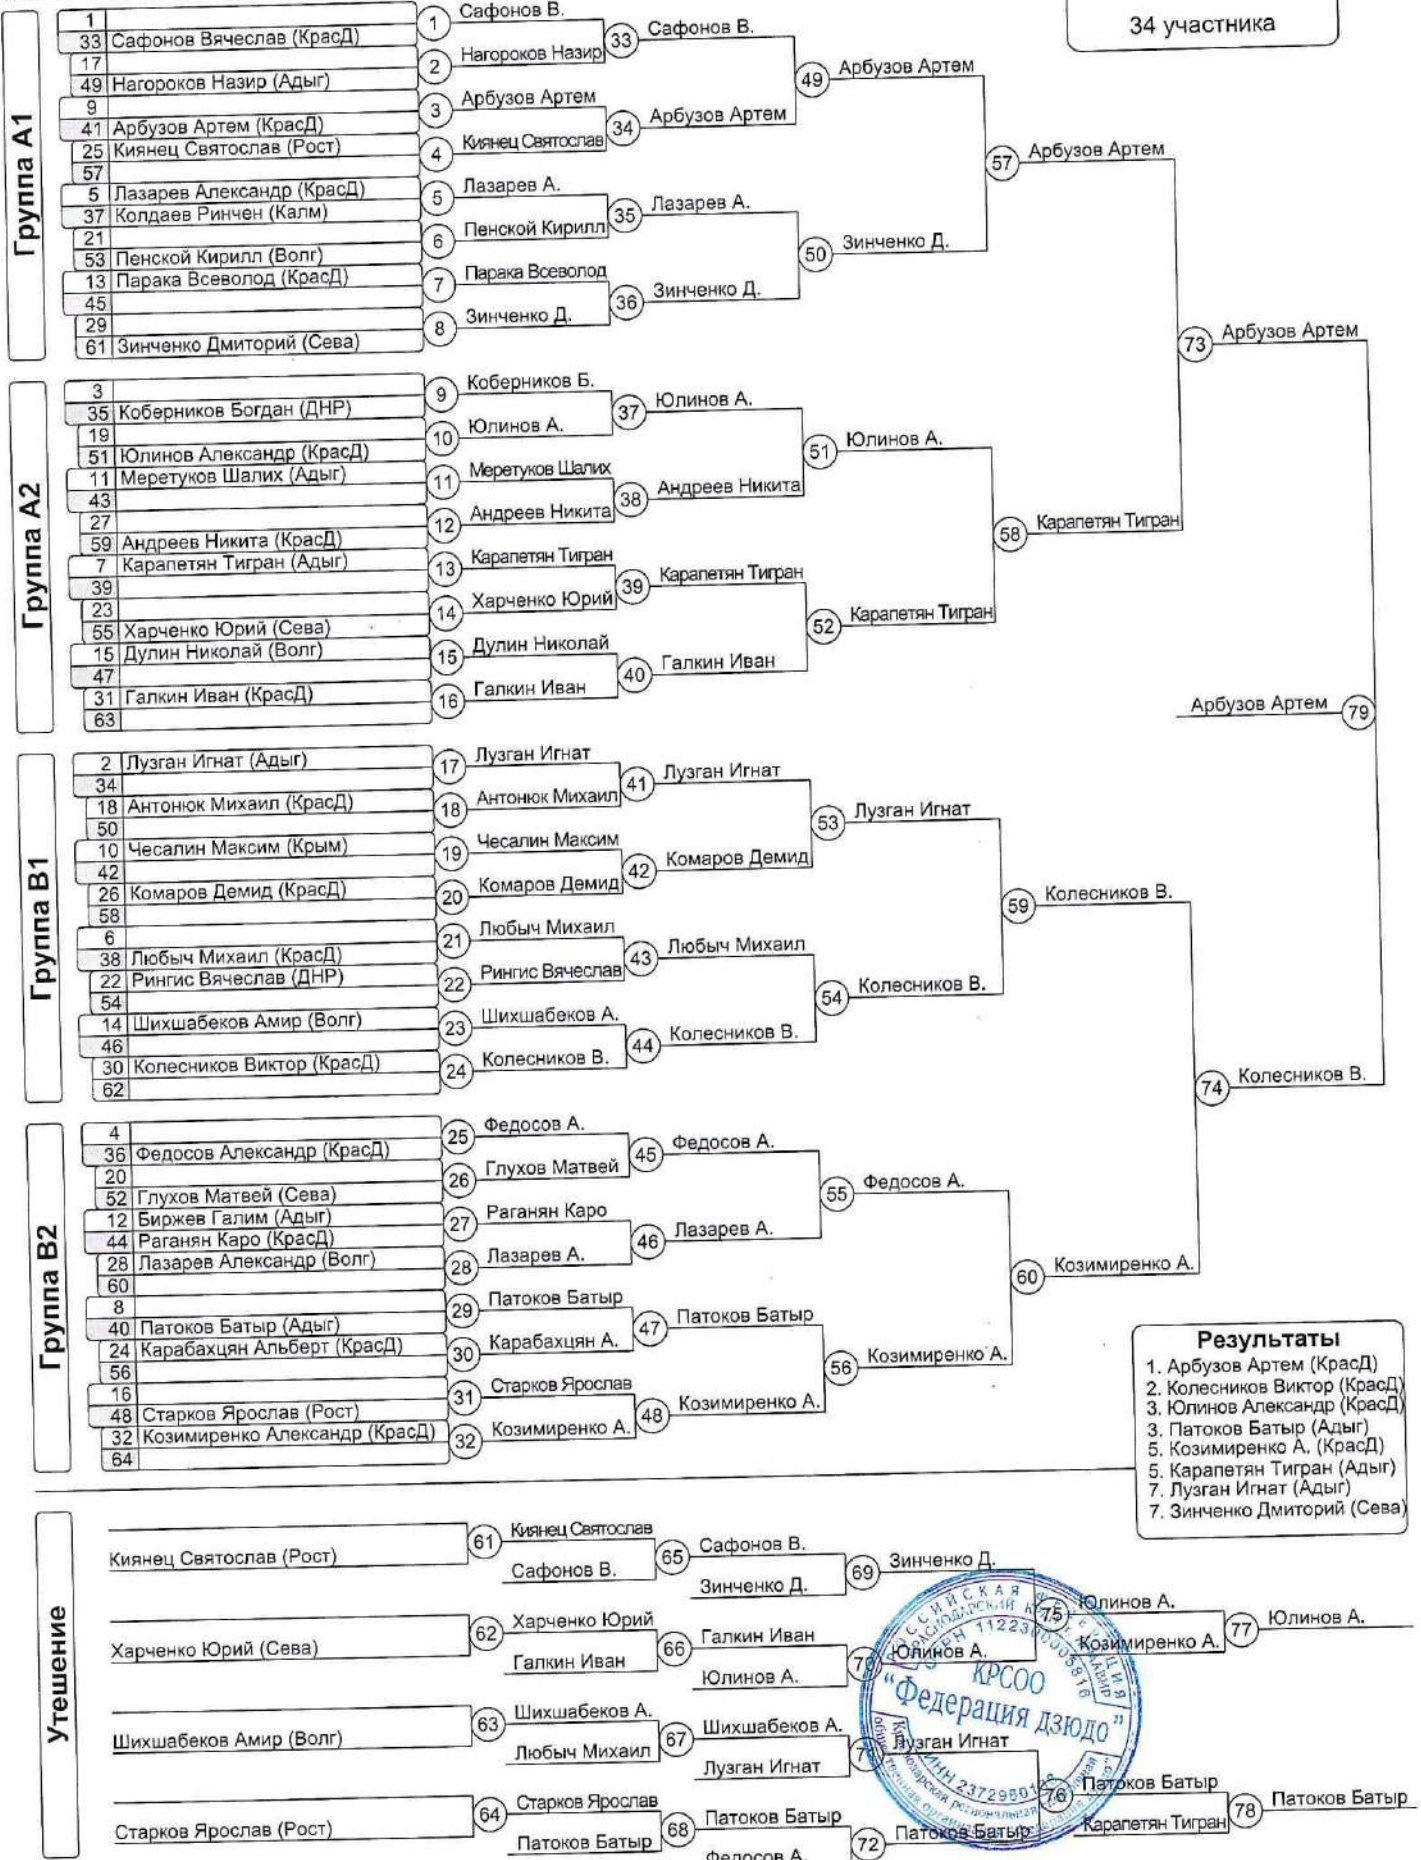 34 участника
Группа A1
1
33 Сафонов Вячеслав (КрасД)
17
49 Нагороков Назир (Адыг)
9
41 Арбузов Артем (КрасД)
25 Киянец Святослав (Рост)
57
5 Лазарев Александр (КрасД)
37 Колдаев Ринчен (Калм)
21
53 Пенской Кирилл (Волг)
13 Парака Всеволод (КрасД)
45
29
61 Зинченко Дмиторий (Сева)
1 Сафонов В.
2 Нагороков Назир
3 Арбузов Артем
4 Киянец Святослав
5 Лазарев А.
6 Пенской Кирилл
7 Парака Всеволод
8 Зинченко Д.
33 Сафонов В.
34 Арбузов Артем
35 Лазарев А.
36 Зинченко Д.
49 Арбузов Артем
50 Зинченко Д.
57 Арбузов Артем
Группа A2
3
35 Коберников Богдан (ДНР)
19
51 Юлинов Александр (КрасД)
11 Меретуков Шалих (Адыг)
43
27
59 Андреев Никита (КрасД)
7 Карапетян Тигран (Адыг)
39
23
55 Харченко Юрий (Сева)
15 Дулин Николай (Волг)
47
31 Галкин Иван (КрасД)
63
9 Коберников Б.
10 Юлинов А.
11 Меретуков Шалих
12 Андреев Никита
13 Карапетян Тигран
14 Харченко Юрий
15 Дулин Николай
16 Галкин Иван
37 Юлинов А.
38 Андреев Никита
39 Карапетян Тигран
40 Галкин Иван
51 Юлинов А.
52 Карапетян Тигран
58 Карапетян Тигран
73 Арбузов Артем
Арбузов Артем 79
Группа B1
2 Лузган Игнат (Адыг)
34
18 Антонюк Михаил (КрасД)
50
10 Чесалин Максим (Крым)
42
26 Комаров Демид (КрасД)
58
6
38 Любыч Михаил (КрасД)
22 Рингис Вячеслав (ДНР)
54
14 Шихшабеков Амир (Волг)
46
30 Колесников Виктор (КрасД)
62
17 Лузган Игнат
18 Антонюк Михаил
19 Чесалин Максим
20 Комаров Демид
21 Любыч Михаил
22 Рингис Вячеслав
23 Шихшабеков А.
24 Колесников В.
41 Лузган Игнат
42 Комаров Демид
43 Любыч Михаил
44 Колесников В.
53 Лузган Игнат
54 Колесников В.
59 Колесников В.
Группа B2
4
36 Федосов Александр (КрасД)
20
52 Глухов Матвей (Сева)
12 Биржев Галим (Адыг)
44 Раганян Каро (КрасД)
28 Лазарев Александр (Волг)
60
8
40 Патоков Батыр (Адыг)
24 Карабахцян Альберт (КрасД)
56
16
48 Старков Ярослав (Рост)
32 Козимиренко Александр (КрасД)
64
25 Федосов А.
26 Глухов Матвей
27 Раганян Каро
28 Лазарев А.
29 Патоков Батыр
30 Карабахцян А.
31 Старков Ярослав
32 Козимиренко А.
45 Федосов А.
46 Лазарев А.
47 Патоков Батыр
48 Козимиренко А.
55 Федосов А.
56 Козимиренко А.
60 Козимиренко А.
74 Колесников В.
Результаты
1. Арбузов Артем (КрасД)
2. Колесников Виктор (КрасД)
3. Юлинов Александр (КрасД)
3. Патоков Батыр (Адыг)
5. Козимиренко А. (КрасД)
5. Карапетян Тигран (Адыг)
7. Лузган Игнат (Адыг)
7. Зинченко Дмиторий (Сева)
Утешение
Киянец Святослав (Рост)
Харченко Юрий (Сева)
Шихшабеков Амир (Волг)
Старков Ярослав (Рост)
61 Киянец Святослав
Сафонов В.
62 Харченко Юрий
Галкин Иван
63 Шихшабеков А.
Любыч Михаил
64 Старков Ярослав
Патоков Батыр
65 Сафонов В.
Зинченко Д.
66 Галкин Иван
Юлинов А.
67 Шихшабеков А.
Лузган Игнат
68 Патоков Батыр
Федосов А.
69 Зинченко Д.
Юлинов А.
Лузган Игнат
72 Патоков Батыр
75 Юлинов А.
Козимиренко А.
76 Патоков Батыр
Карапетян Тигран
77 Юлинов А.
78 Патоков Батыр
КРСОО
"Федерация дзюдо"